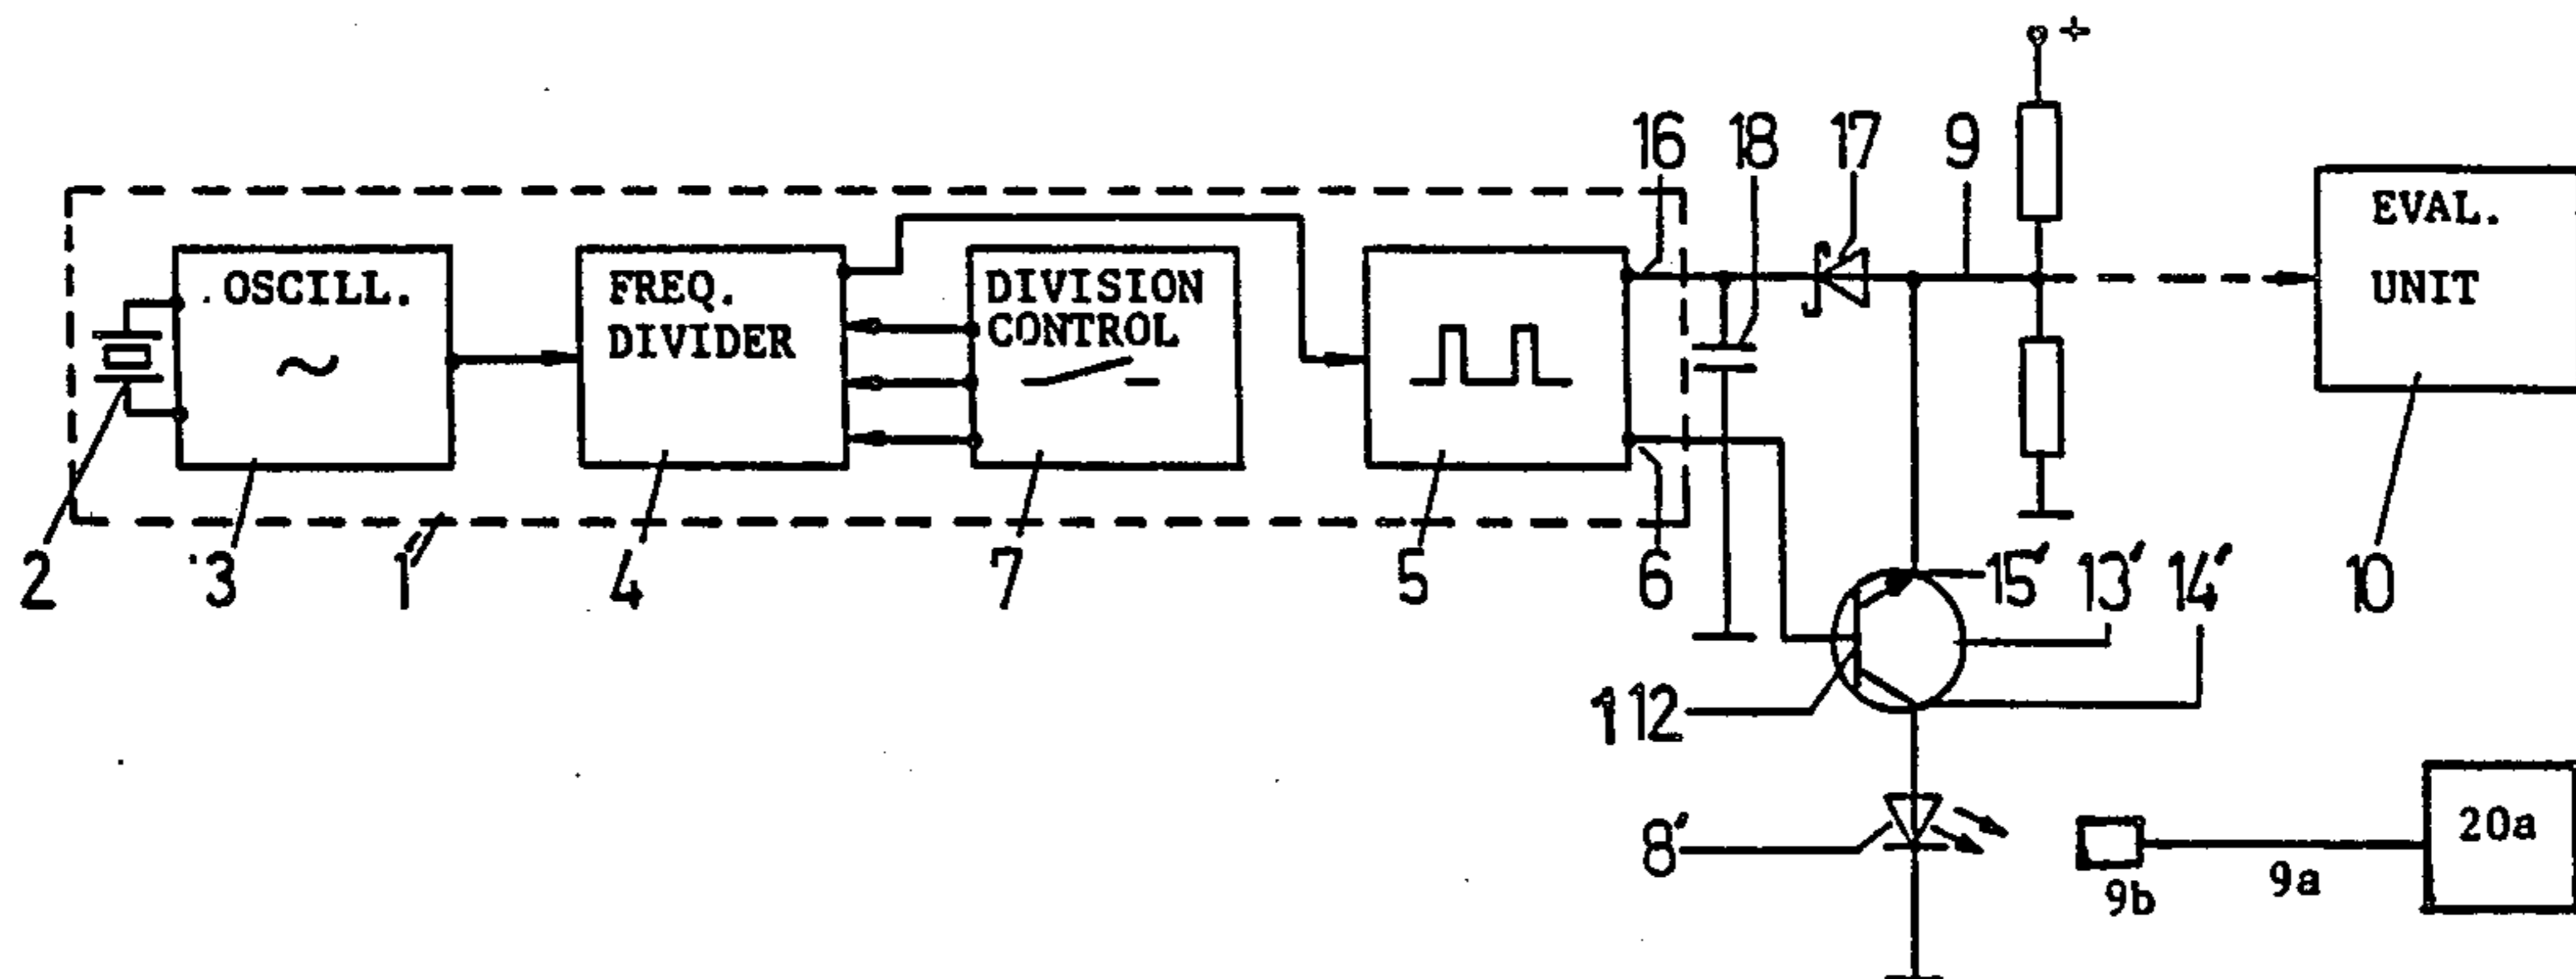 +
16 18 17 9
OSCILL.
FREQ.
DIVIDER
DIVISION
CONTROL
EVAL.
UNIT
2 3 1' 4 7 5 6 15' 13' 14' 10
112
8'
9b
9a
20a